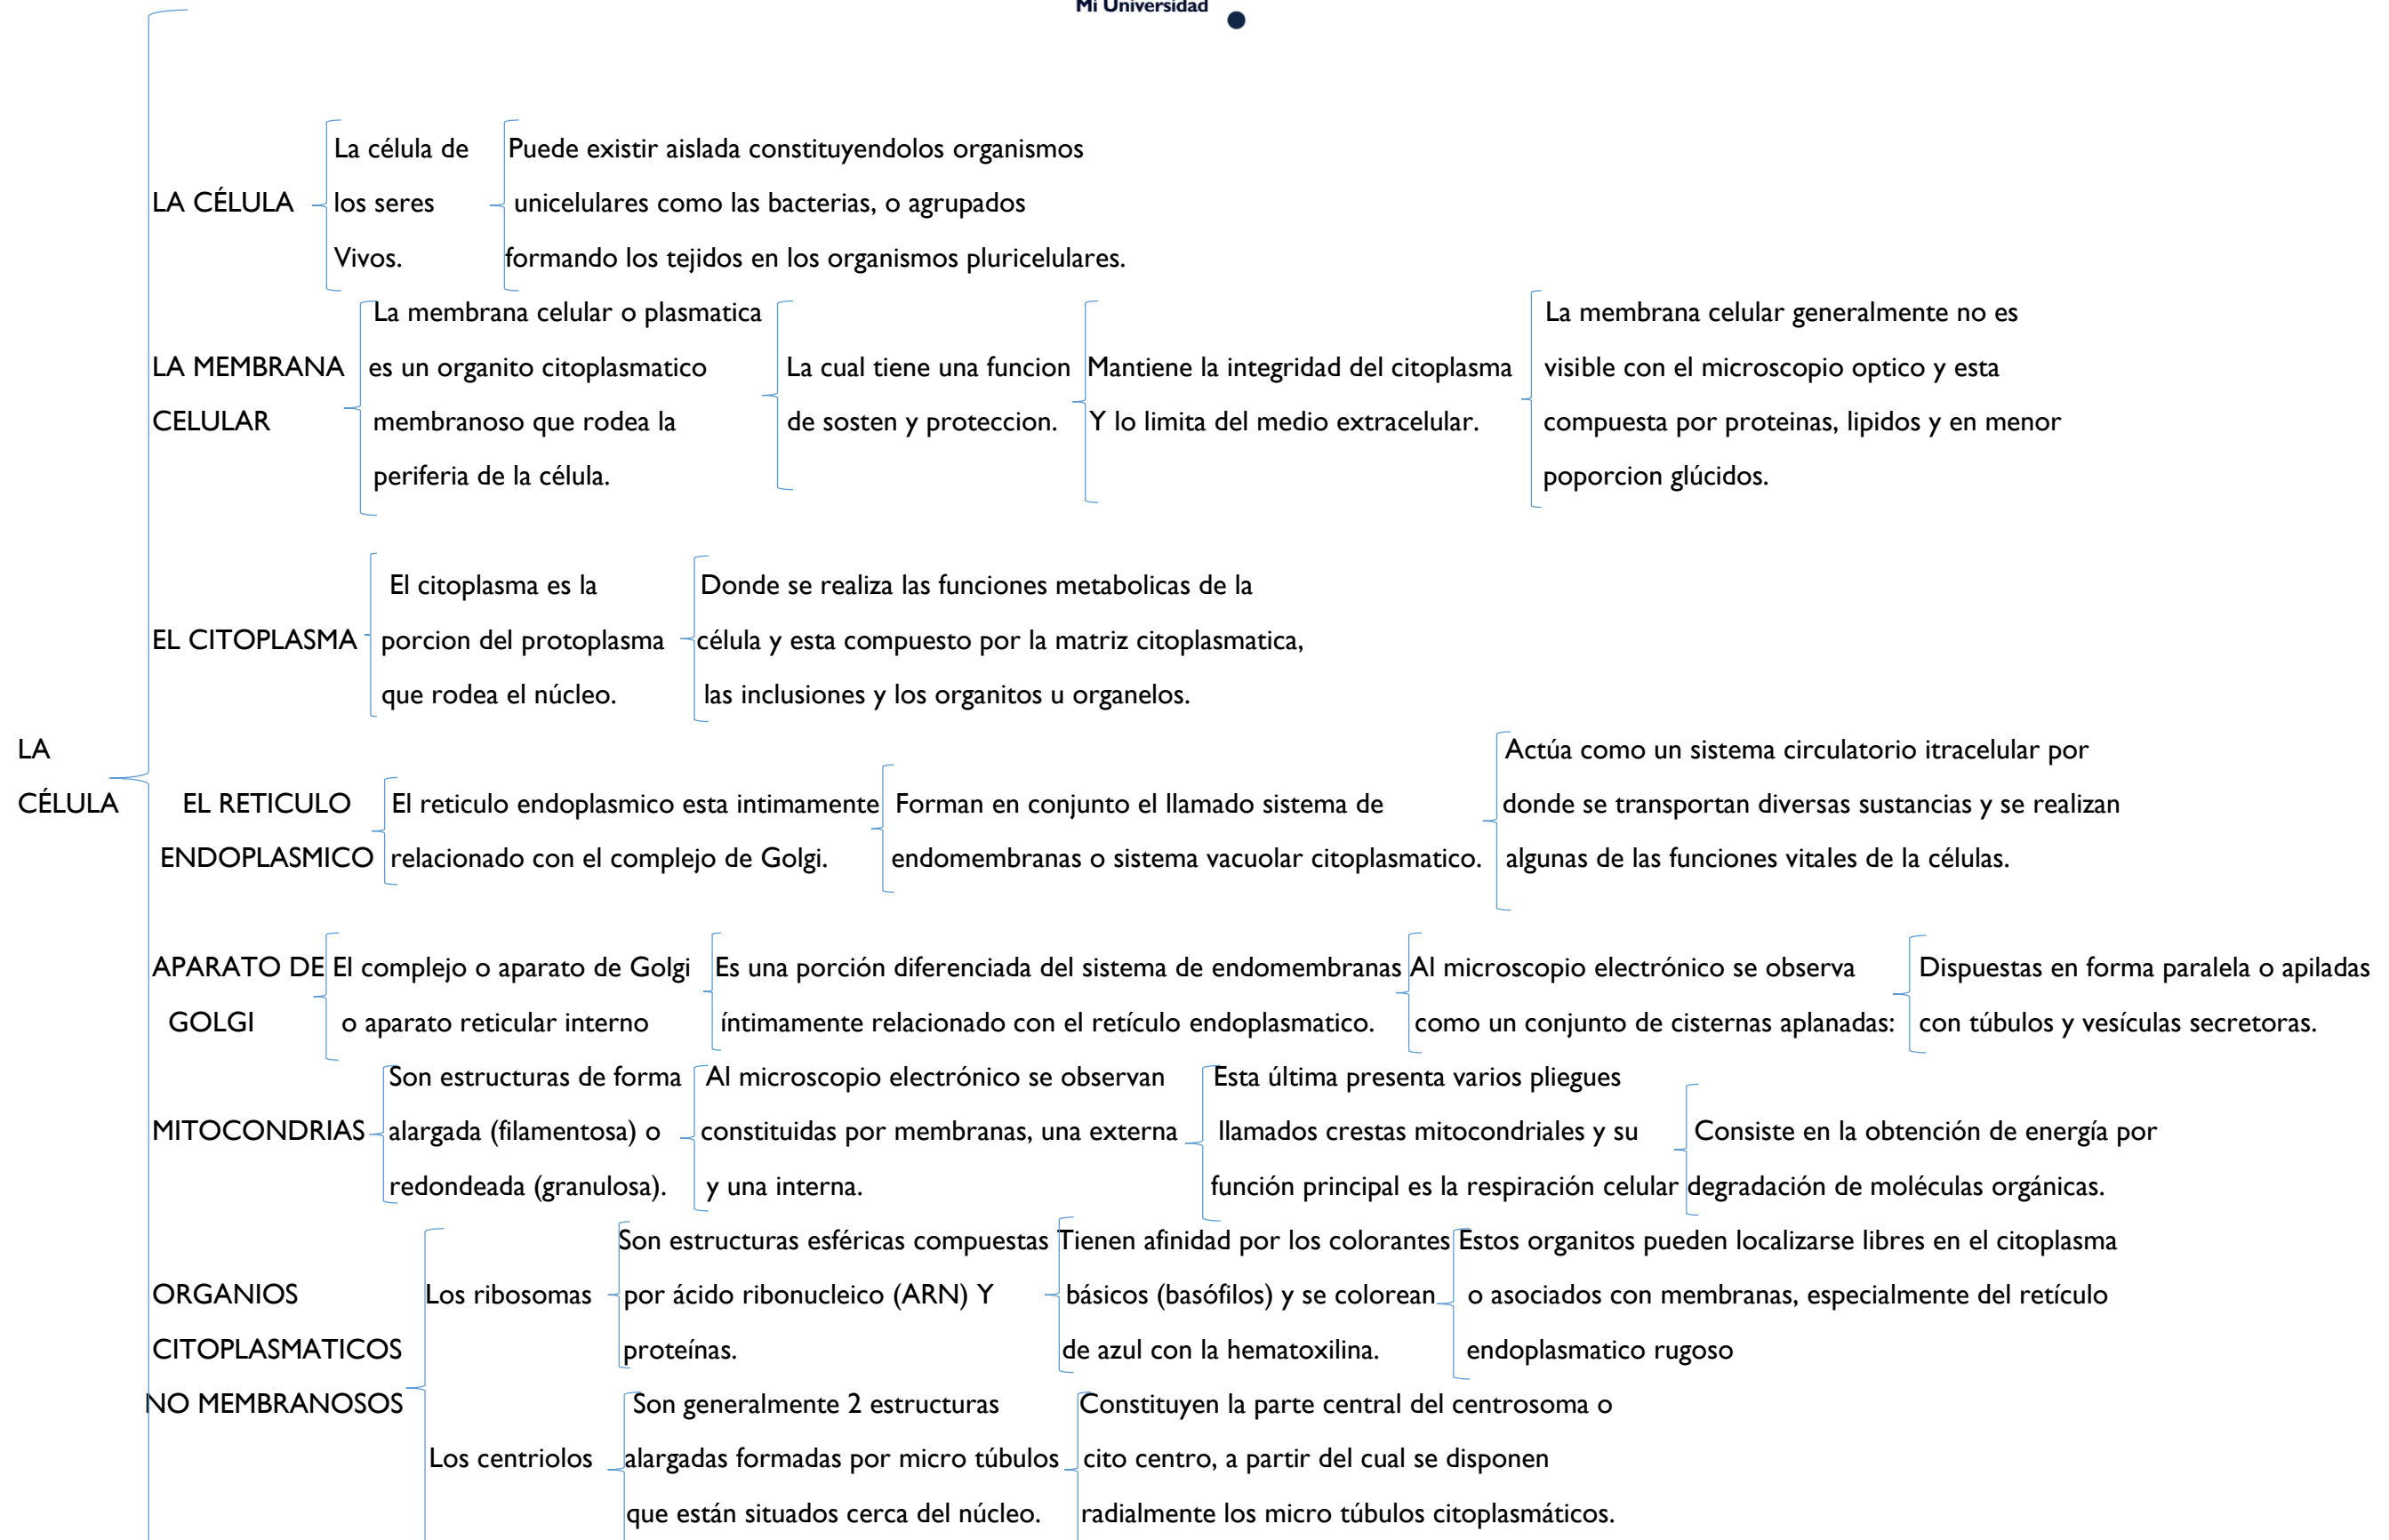 Mi Universidad
La célula de
los seres
Vivos.
Puede existir aislada constituyendolos organismos
unicelulares como las bacterias, o agrupados
formando los tejidos en los organismos pluricelulares.
LA CÉLULA
La membrana celular o plasmatica
es un organito citoplasmatico
membranoso que rodea la
periferia de la célula.
LA MEMBRANA
CELULAR
La cual tiene una funcion
de sosten y proteccion.
Mantiene la integridad del citoplasma
Y lo limita del medio extracelular.
La membrana celular generalmente no es
visible con el microscopio optico y esta
compuesta por proteinas, lipidos y en menor
poporcion glúcidos.
EL CITOPLASMA
El citoplasma es la
porcion del protoplasma
que rodea el núcleo.
Donde se realiza las funciones metabolicas de la
célula y esta compuesto por la matriz citoplasmatica,
las inclusiones y los organitos u organelos.
LA
CÉLULA
EL RETICULO
ENDOPLASMICO
El reticulo endoplasmico esta intimamente
relacionado con el complejo de Golgi.
Forman en conjunto el llamado sistema de
endomembranas o sistema vacuolar citoplasmatico.
Actúa como un sistema circulatorio itracelular por
donde se transportan diversas sustancias y se realizan
algunas de las funciones vitales de la células.
APARATO DE
GOLGI
El complejo o aparato de Golgi
o aparato reticular interno
Es una porción diferenciada del sistema de endomembranas
íntimamente relacionado con el retículo endoplasmatico.
Al microscopio electrónico se observa
como un conjunto de cisternas aplanadas:
Dispuestas en forma paralela o apiladas
con túbulos y vesículas secretoras.
MITOCONDRIAS
Son estructuras de forma
alargada (filamentosa) o
redondeada (granulosa).
Al microscopio electrónico se observan
constituidas por membranas, una externa
y una interna.
Esta última presenta varios pliegues
llamados crestas mitocondriales y su
función principal es la respiración celular
Consiste en la obtención de energía por
degradación de moléculas orgánicas.
ORGANIOS
CITOPLASMATICOS
NO MEMBRANOSOS
Los ribosomas
Son estructuras esféricas compuestas
por ácido ribonucleico (ARN) Y
proteínas.
Tienen afinidad por los colorantes
básicos (basófilos) y se colorean
de azul con la hematoxilina.
Estos organitos pueden localizarse libres en el citoplasma
o asociados con membranas, especialmente del retículo
endoplasmatico rugoso
Los centriolos
Son generalmente 2 estructuras
alargadas formadas por micro túbulos
que están situados cerca del núcleo.
Constituyen la parte central del centrosoma o
cito centro, a partir del cual se disponen
radialmente los micro túbulos citoplasmáticos.